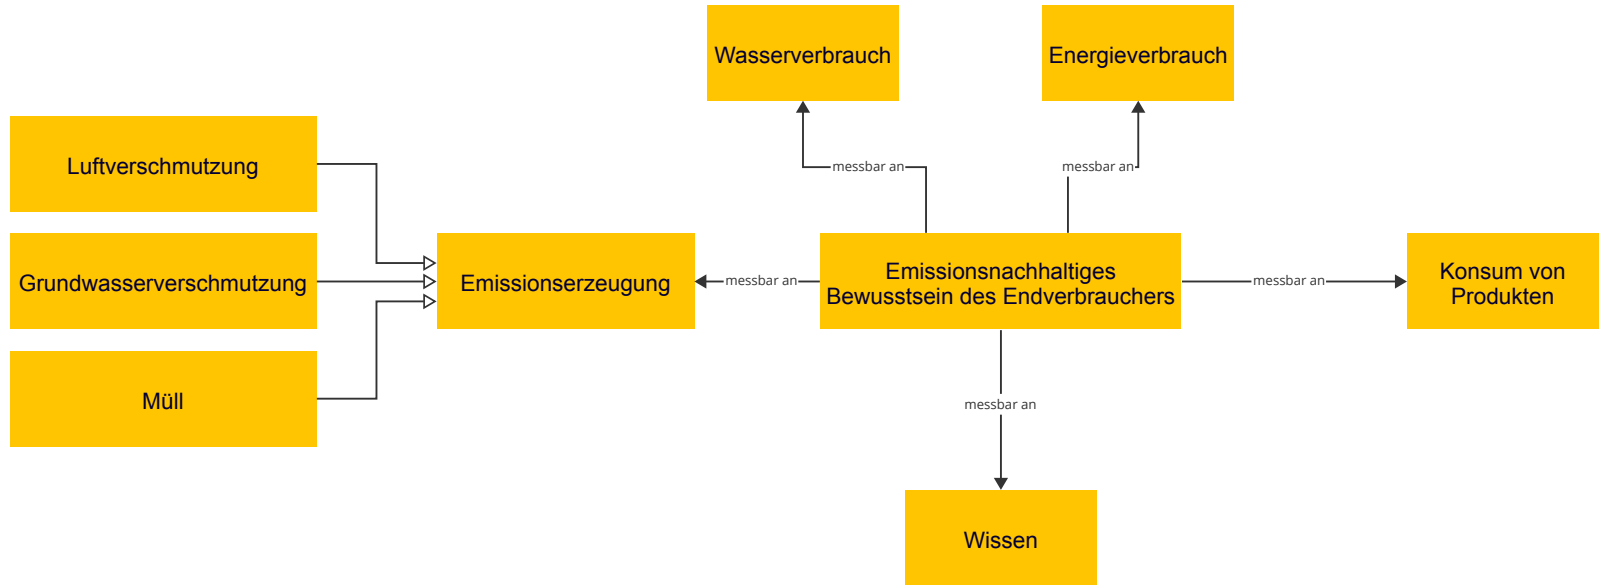 Wasserverbrauch
Energieverbrauch
messbar an
messbar an
Luftverschmutzung
Grundwasserverschmutzung
Müll
Emissionserzeugung
messbar an
Emissionsnachhaltiges
Bewusstsein des Endverbrauchers
messbar an
Konsum von
Produkten
messbar an
Wissen